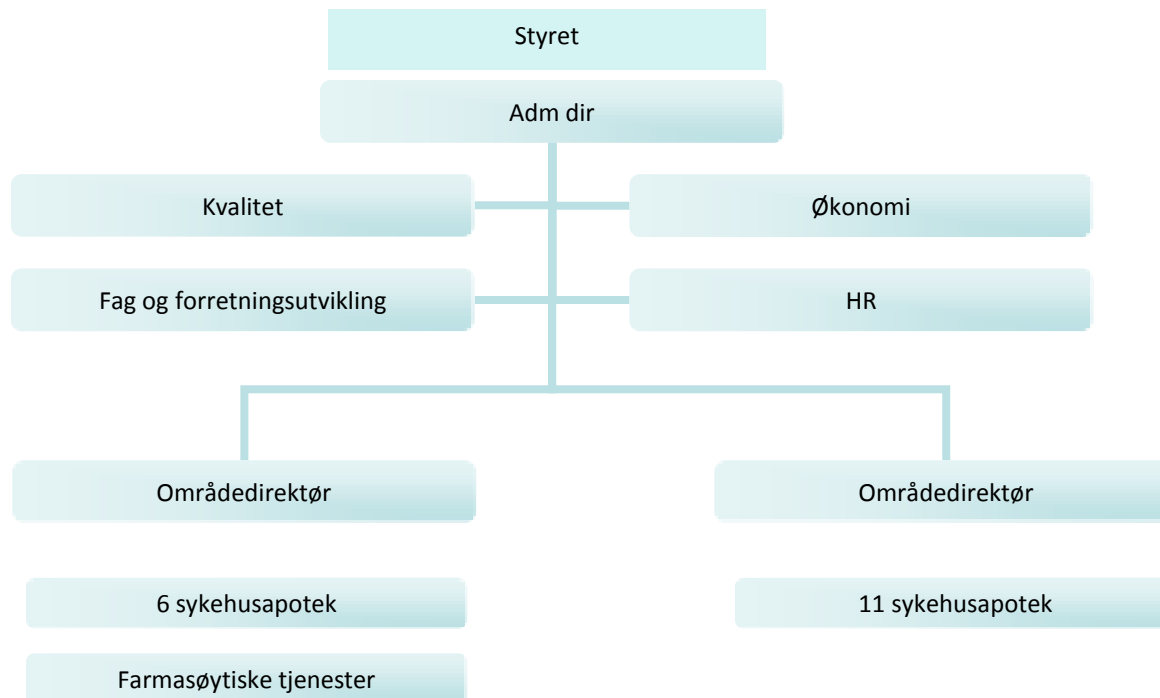 Styret
Adm dir
Kvalitet
Økonomi
Fag og forretningsutvikling
HR
Områdedirektør
Områdedirektør
6 sykehusapotek
11 sykehusapotek
Farmasøytiske tjenester